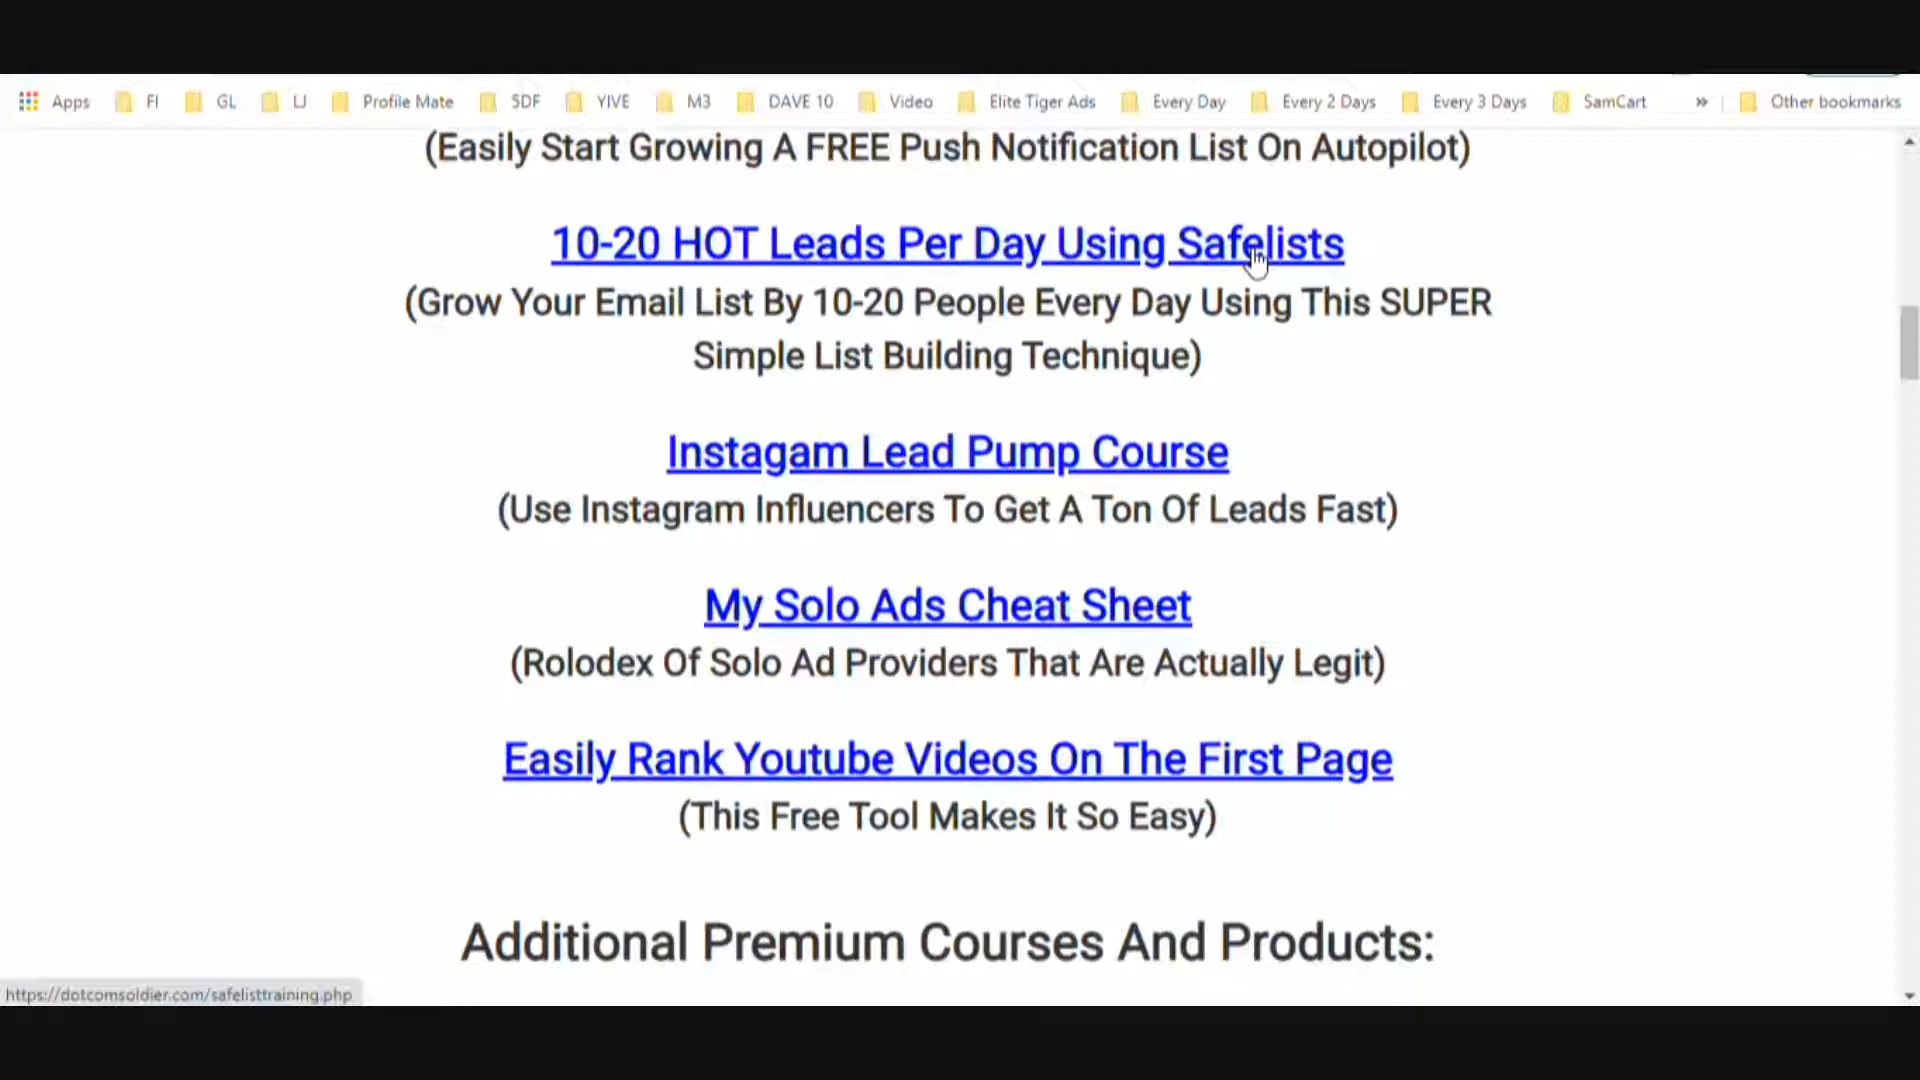 Apps FI GL LJ Profile Mate 5DF YIVE M3 DAVE 10 Video Elite Tiger Ads Every Day Every 2 Days Every 3 Days SamCart » Other bookmarks
(Easily Start Growing A FREE Push Notification List On Autopilot)
10-20 HOT Leads Per Day Using Safelists
(Grow Your Email List By 10-20 People Every Day Using This SUPER
Simple List Building Technique)
Instagam Lead Pump Course
(Use Instagram Influencers To Get A Ton Of Leads Fast)
My Solo Ads Cheat Sheet
(Rolodex Of Solo Ad Providers That Are Actually Legit)
Easily Rank Youtube Videos On The First Page
(This Free Tool Makes It So Easy)
Additional Premium Courses And Products:
https://dotcomsoldier.com/safelisttraining.php